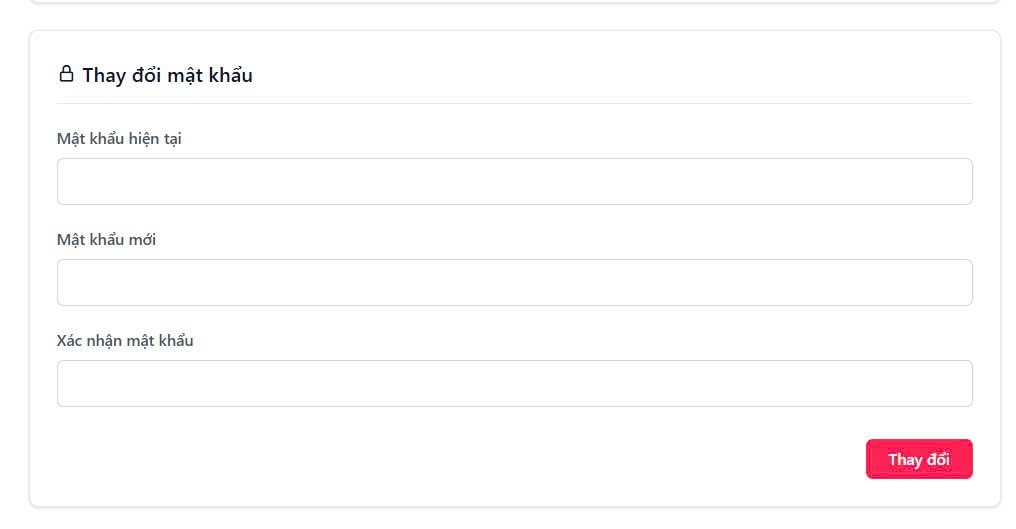 Thay đổi mật khẩu
Mật khẩu hiện tại
Mật khẩu mới
Xác nhận mật khẩu
Thay đổi